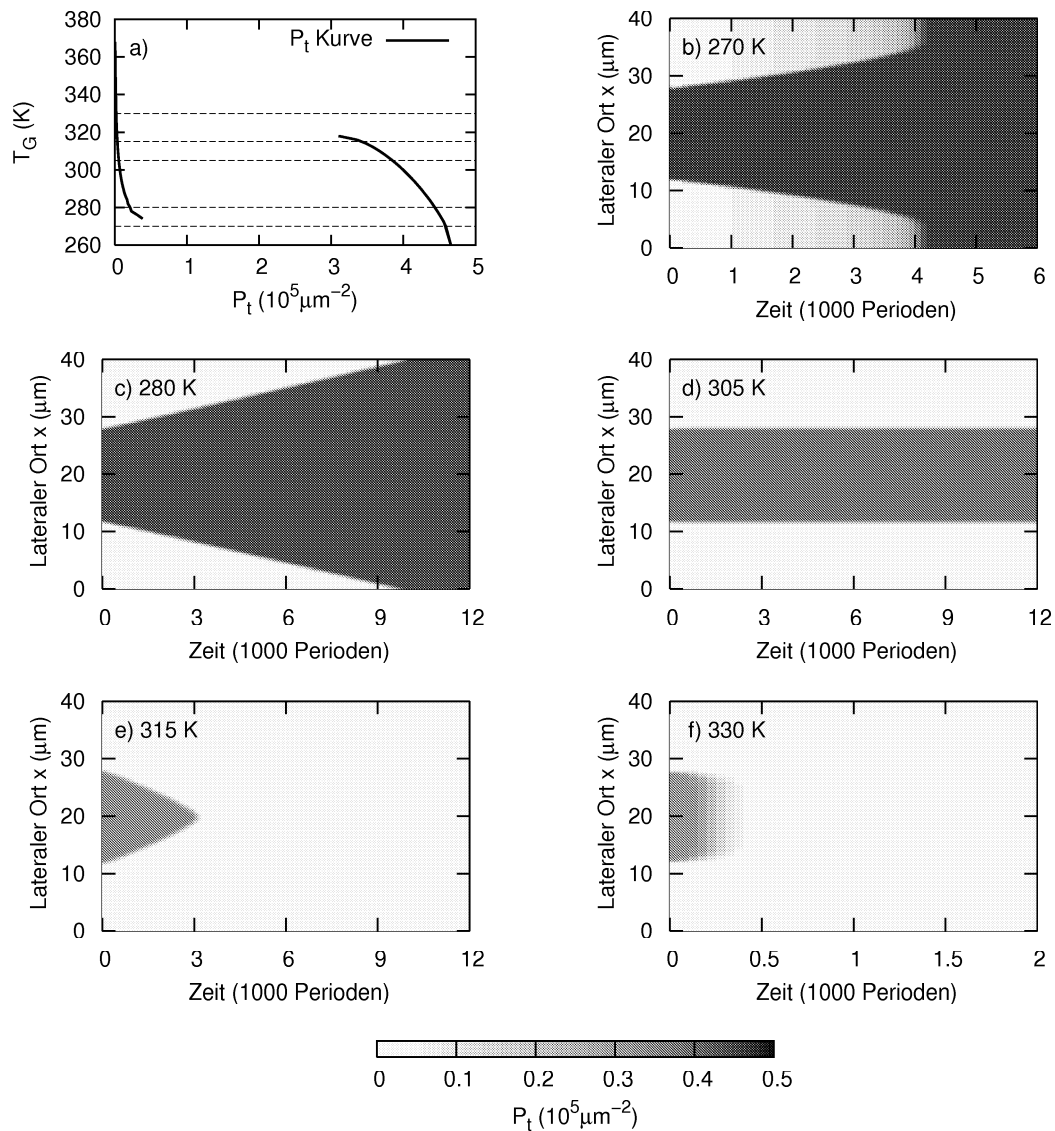 a)
P_t Kurve
T_G (K)
380
360
340
320
300
280
260
0 1 2 3 4 5
P_t (10^5μm^−2)
b) 270 K
Lateraler Ort x (μm)
40
30
20
10
0
0 1 2 3 4 5 6
Zeit (1000 Perioden)
c) 280 K
Lateraler Ort x (μm)
40
30
20
10
0
0 3 6 9 12
Zeit (1000 Perioden)
d) 305 K
Lateraler Ort x (μm)
40
30
20
10
0
0 3 6 9 12
Zeit (1000 Perioden)
e) 315 K
Lateraler Ort x (μm)
40
30
20
10
0
0 3 6 9 12
Zeit (1000 Perioden)
f) 330 K
Lateraler Ort x (μm)
40
30
20
10
0
0 0.5 1 1.5 2
Zeit (1000 Perioden)
0 0.1 0.2 0.3 0.4 0.5
P_t (10^5μm^−2)